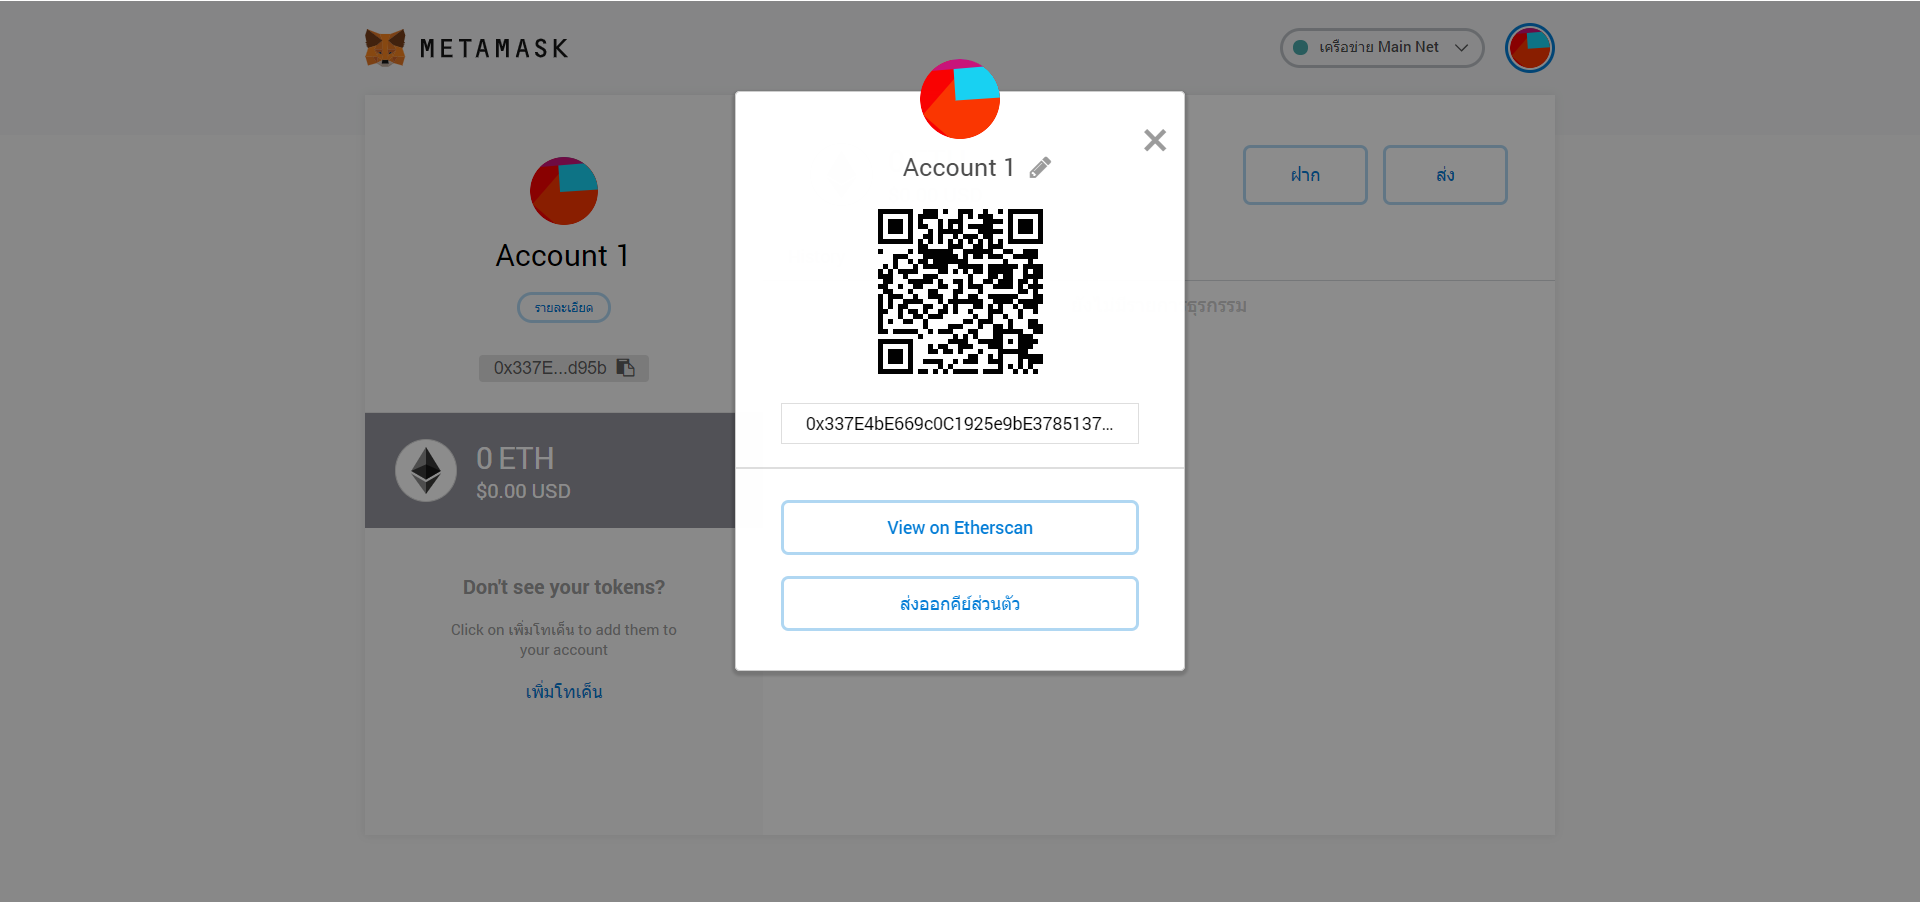 METAMASK
เครือข่าย Main Net
Account 1
รายละเอียด
0x337E...d95b
0 ETH
$0.00 USD
Don't see your tokens?
Click on เพิ่มโทเค็น to add them to
your account
เพิ่มโทเค็น
Account 1
0x337E4bE669c0C1925e9bE3785137...
View on Etherscan
ส่งออกคีย์ส่วนตัว
ฝาก
ส่ง
ธุรกรรม